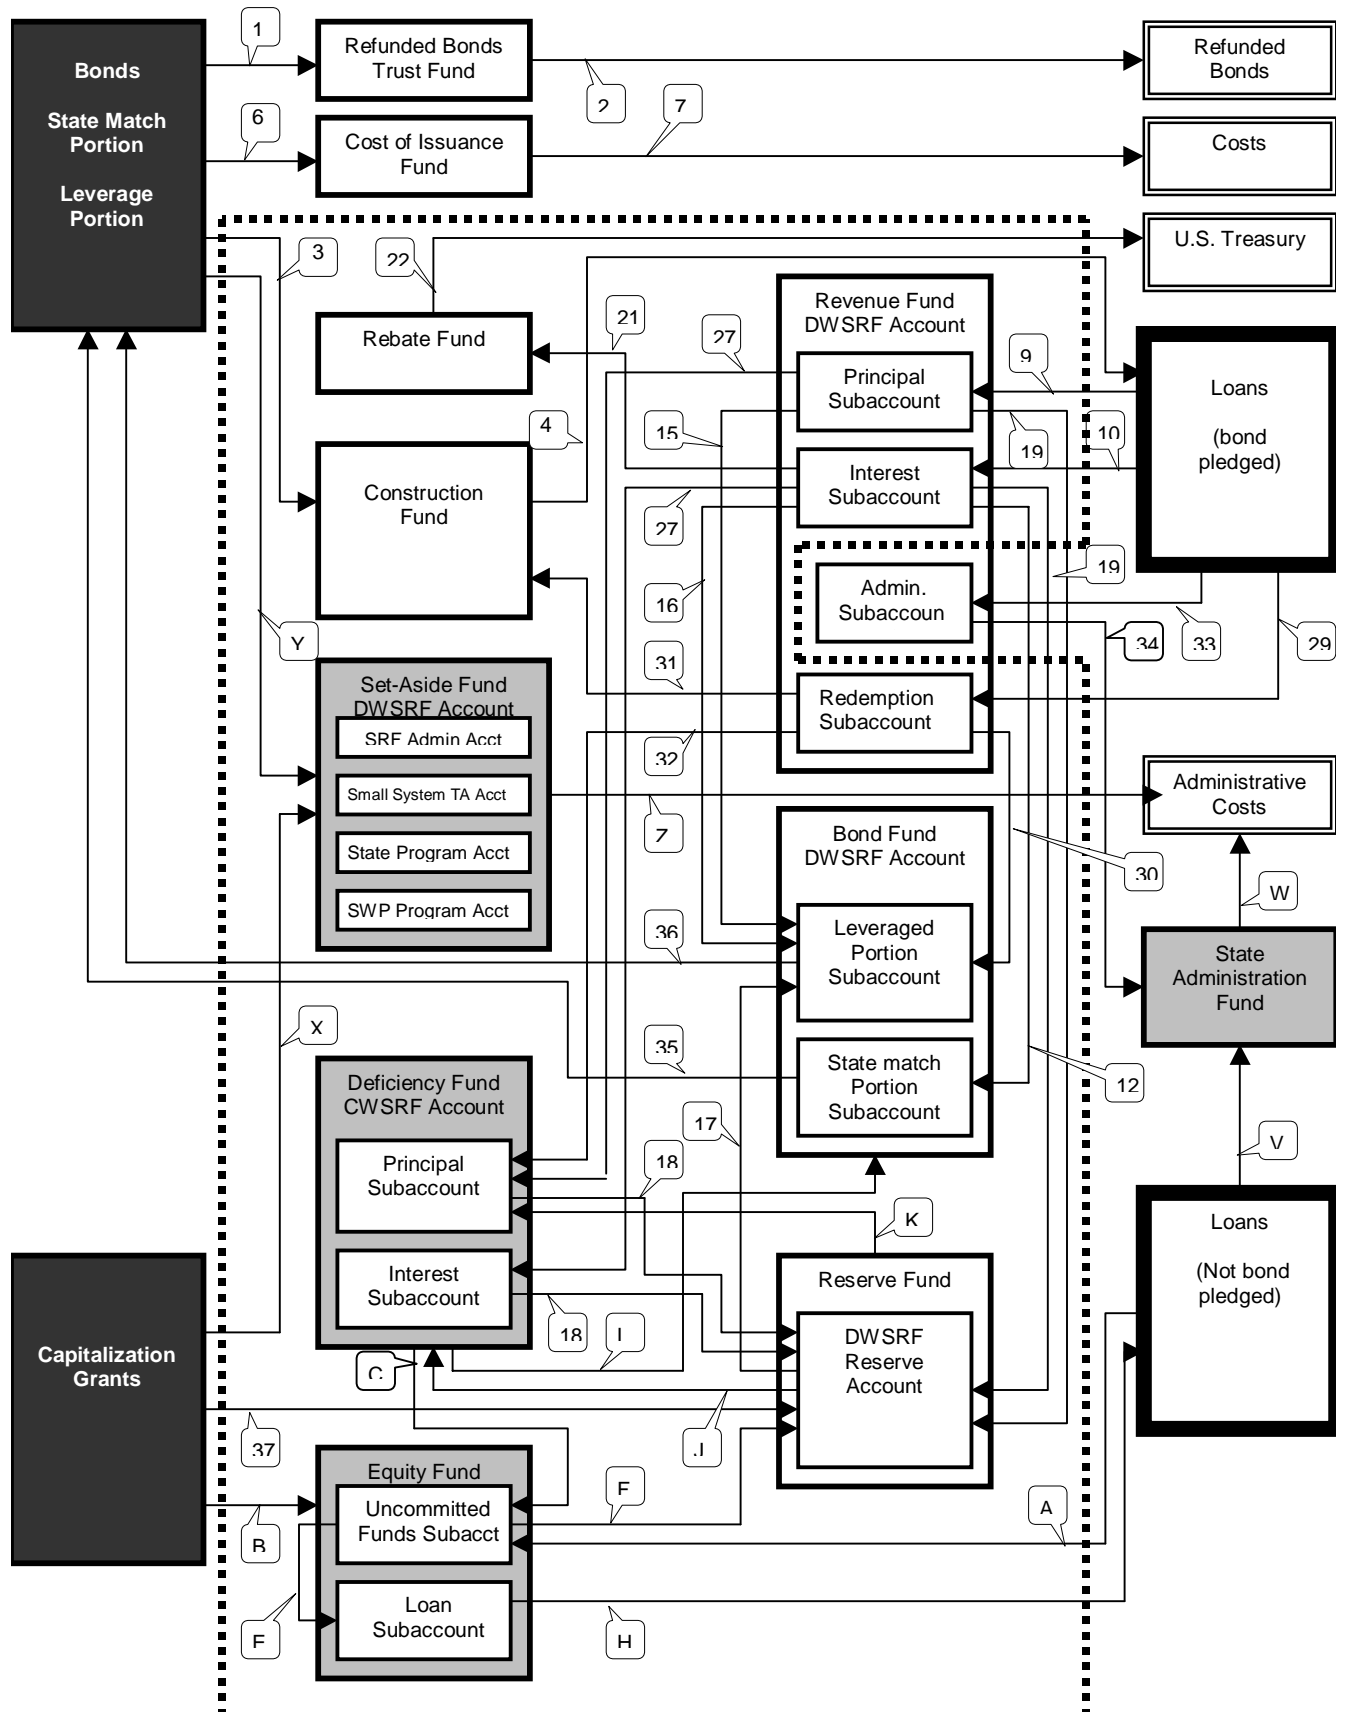 1
Refunded Bonds
Trust Fund
Refunded
Bonds
Bonds
State Match
Portion
Leverage
Portion
2
7
6
Cost of Issuance
Fund
Costs
3
22
U.S. Treasury
Revenue Fund
DWSRF Account
21
27
Rebate Fund
9
Principal
Subaccount
Loans
(bond
pledged)
4
15
19
10
Interest
Subaccount
Construction
Fund
27
19
16
Admin.
Subaccoun
Y
31
34
33
29
Set-Aside Fund
DWSRF Account
SRF Admin Acct
Small System TA Acct
State Program Acct
SWP Program Acct
Redemption
Subaccount
32
Administrative
Costs
7
Bond Fund
DWSRF Account
30
W
36
Leveraged
Portion
Subaccount
State
Administration
Fund
X
35
State match
Portion
Subaccount
12
Deficiency Fund
CWSRF Account
17
V
Principal
Subaccount
18
K
Loans
(Not bond
pledged)
Interest
Subaccount
Reserve Fund
18
I
DWSRF
Reserve
Account
Capitalization
Grants
C
37
J
Equity Fund
Uncommitted
Funds Subacct
A
B
Loan
Subaccount
H